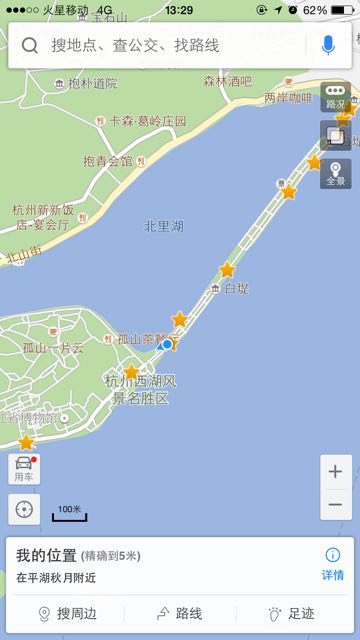 火星移动 4G 13:29 62%
宝石山
搜地点、查公交、找路线
抱朴道院
森林酒吧
两岸咖啡
路况
卡森·葛岭庄园
抱青会馆
全景
杭州新新饭
店-宴会厅
北里湖
北山街
白堤
孤山茶餐厅
孤山一片云
杭州西湖风
景名胜区
江省博物馆
用车
100米
我的位置 (精确到5米)
在平湖秋月附近
详情
搜周边
路线
足迹